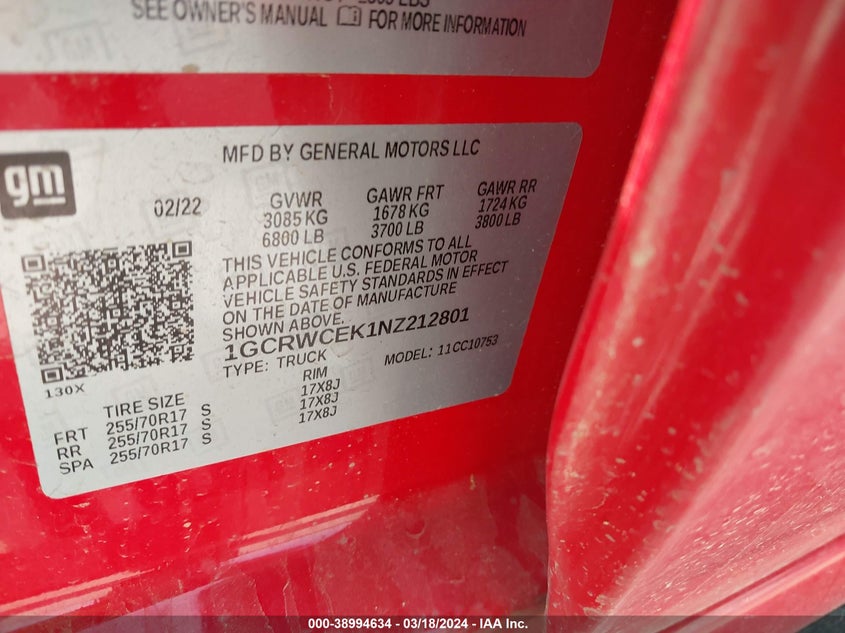 SEE OWNER'S MANUAL FOR MORE INFORMATION
gm
MFD BY GENERAL MOTORS LLC
02/22
GVWR
3085 KG
6800 LB
GAWR FRT
1678 KG
3700 LB
GAWR RR
1724 KG
3800 LB
THIS VEHICLE CONFORMS TO ALL
APPLICABLE U.S. FEDERAL MOTOR
VEHICLE SAFETY STANDARDS IN EFFECT
ON THE DATE OF MANUFACTURE
SHOWN ABOVE.
1GCRWCEK1NZ212801
TYPE: TRUCK
MODEL: 11CC10753
130X
TIRE SIZE
RIM
FRT 255/70R17 S 17X8J
RR 255/70R17 S 17X8J
SPA 255/70R17 S 17X8J
000-38994634 / 03/18/2024 - IAA Inc.